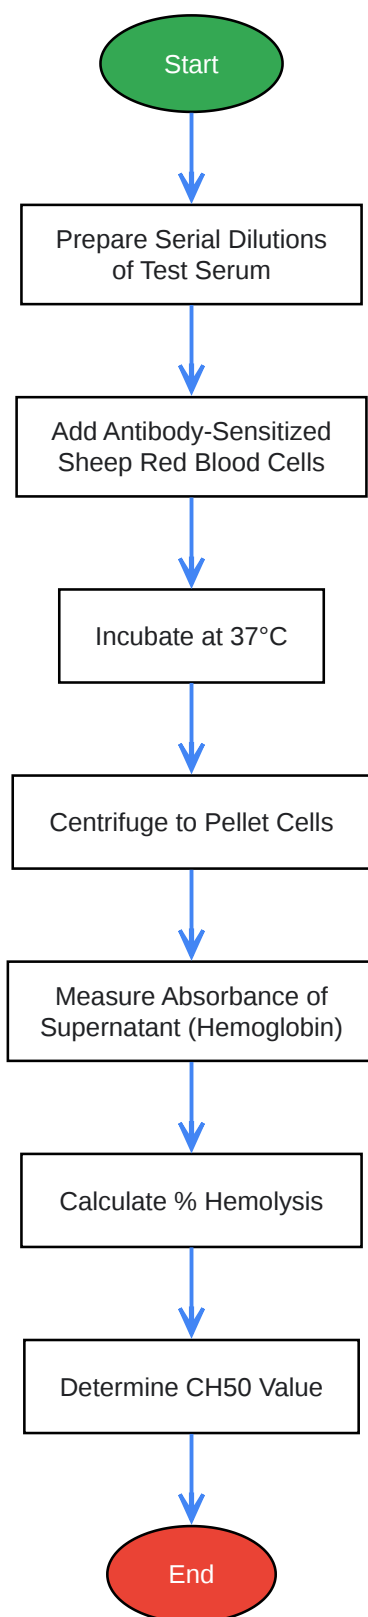 Start
Prepare Serial Dilutions
of Test Serum
Add Antibody-Sensitized
Sheep Red Blood Cells
Incubate at 37°C
Centrifuge to Pellet Cells
Measure Absorbance of
Supernatant (Hemoglobin)
Calculate % Hemolysis
Determine CH50 Value
End